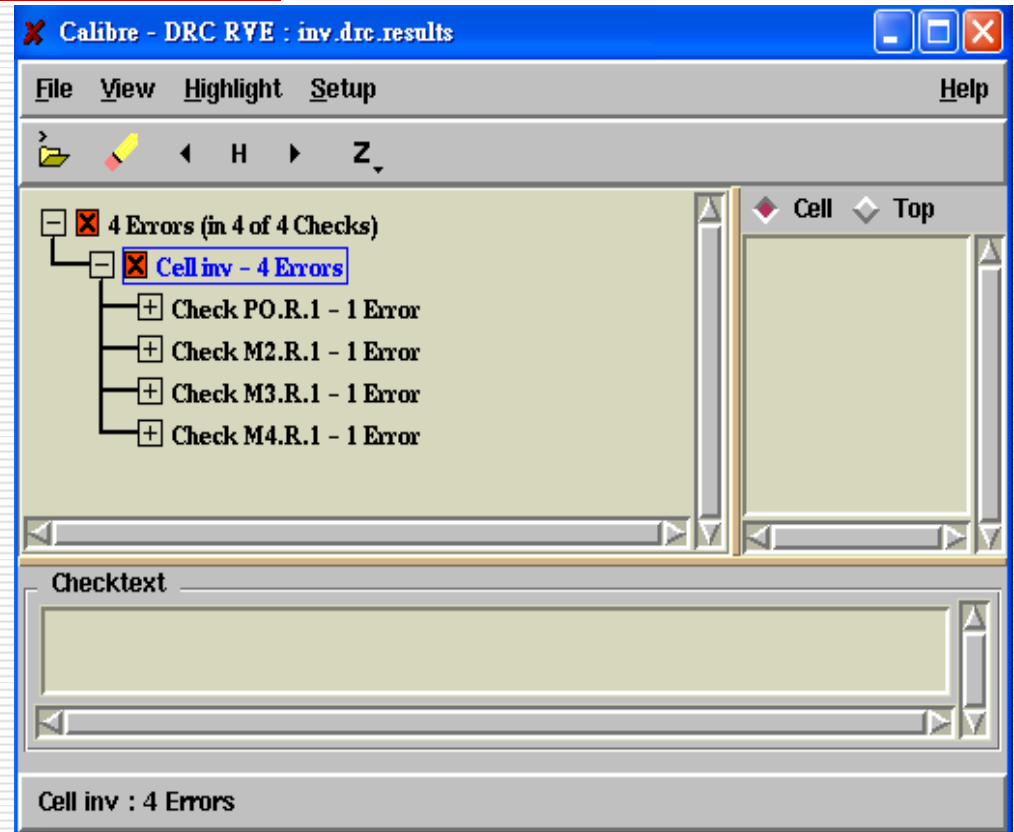 Calibre - DRC RVE : inv.drc.results
File View Highlight Setup Help
H Z
4 Errors (in 4 of 4 Checks)
Cell inv - 4 Errors
Check PO.R.1 - 1 Error
Check M2.R.1 - 1 Error
Check M3.R.1 - 1 Error
Check M4.R.1 - 1 Error
Cell Top
Checktext
Cell inv : 4 Errors